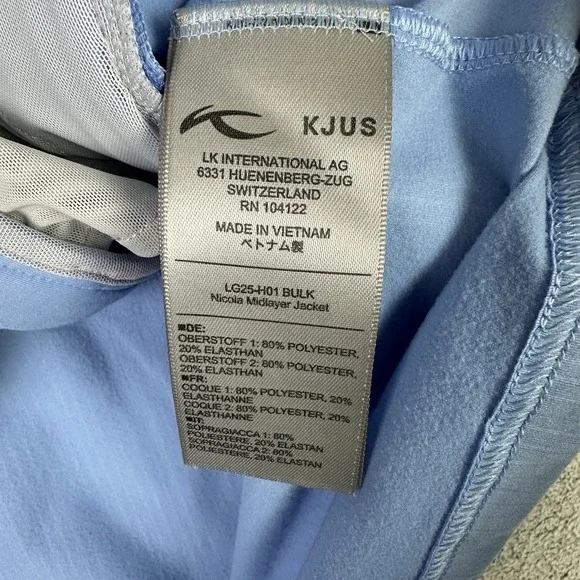 KJUS
LK INTERNATIONAL AG
6331 HUENENBERG-ZUG
SWITZERLAND
RN 104122
MADE IN VIETNAM
ベトナム製
LG25-H01 BULK
Nicola Midlayer Jacket
■DE:
OBERSTOFF 1: 80% POLYESTER,
20% ELASTHAN
OBERSTOFF 2: 80% POLYESTER,
20% ELASTHAN
■FR:
COQUE 1: 80% POLYESTER, 20%
ELASTHANNE
COQUE 2: 80% POLYESTER, 20%
ELASTHANNE
■IT:
SOPRAGIACCA 1: 80%
POLIESTERE, 20% ELASTAN
SOPRAGIACCA 2: 80%
POLIESTERE, 20% ELASTAN